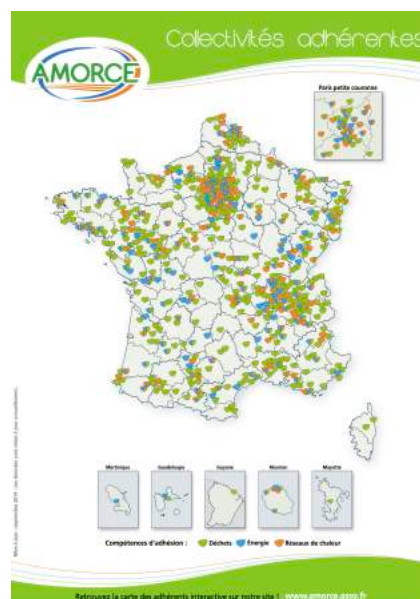 AMORCE
Collectivités adhérentes
Paris petite couronne
Martinique
Guadeloupe
Guyane
Réunion
Mayotte
Compétences d'adhésion : Déchets Énergie Réseaux de chaleur
Retrouvez la carte des adhérents interactive sur notre site ! www.amorce.asso.fr